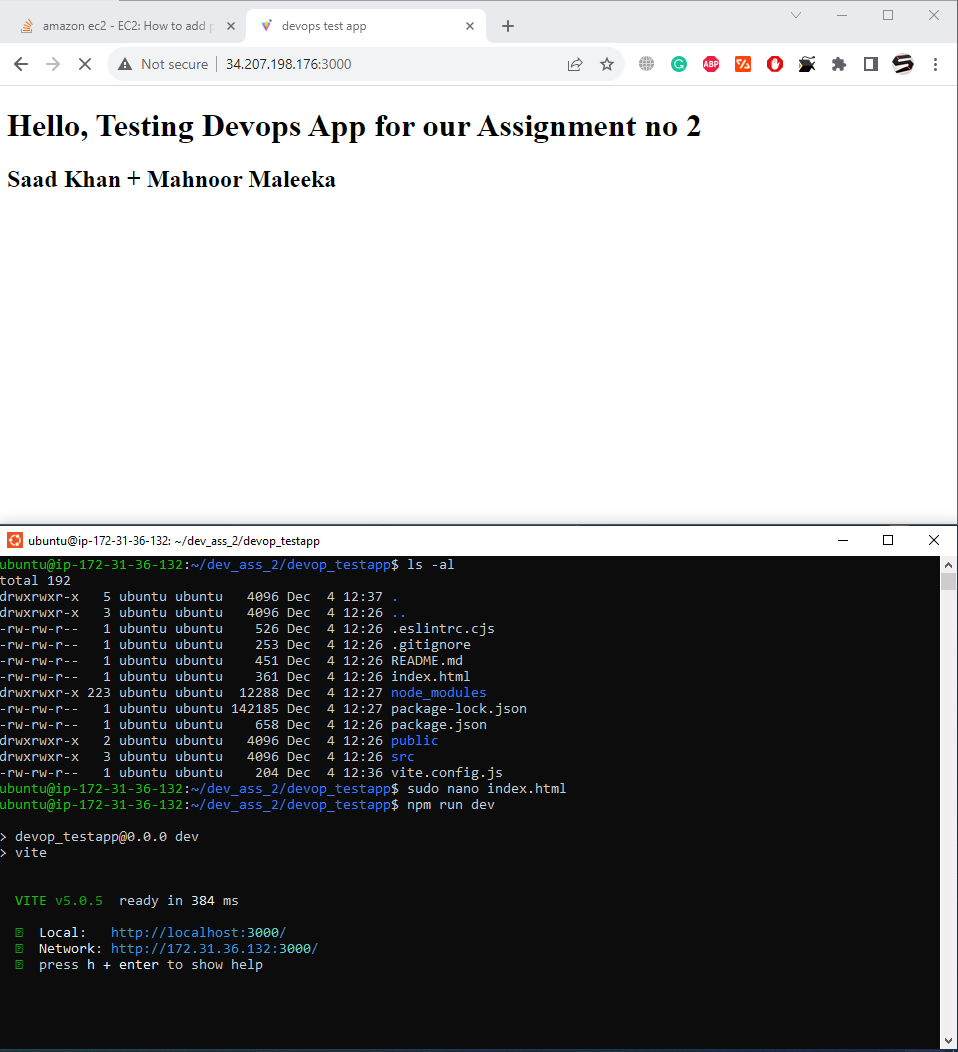 amazon ec2 - EC2: How to add p
devops test app
Not secure 34.207.198.176:3000
ABP
Hello, Testing Devops App for our Assignment no 2
Saad Khan + Mahnoor Maleeka
ubuntu@ip-172-31-36-132: ~/dev_ass_2/devop_testapp
ubuntu@ip-172-31-36-132:~/dev_ass_2/devop_testapp$ ls -al
total 192
drwxrwxr-x   5 ubuntu ubuntu   4096 Dec  4 12:37 .
drwxrwxr-x   3 ubuntu ubuntu   4096 Dec  4 12:26 ..
-rw-rw-r--   1 ubuntu ubuntu    526 Dec  4 12:26 .eslintrc.cjs
-rw-rw-r--   1 ubuntu ubuntu    253 Dec  4 12:26 .gitignore
-rw-rw-r--   1 ubuntu ubuntu    451 Dec  4 12:26 README.md
-rw-rw-r--   1 ubuntu ubuntu    361 Dec  4 12:26 index.html
drwxrwxr-x 223 ubuntu ubuntu  12288 Dec  4 12:27 node_modules
-rw-rw-r--   1 ubuntu ubuntu 142185 Dec  4 12:27 package-lock.json
-rw-rw-r--   1 ubuntu ubuntu    658 Dec  4 12:26 package.json
drwxrwxr-x   2 ubuntu ubuntu   4096 Dec  4 12:26 public
drwxrwxr-x   3 ubuntu ubuntu   4096 Dec  4 12:26 src
-rw-rw-r--   1 ubuntu ubuntu    204 Dec  4 12:36 vite.config.js
ubuntu@ip-172-31-36-132:~/dev_ass_2/devop_testapp$ sudo nano index.html
ubuntu@ip-172-31-36-132:~/dev_ass_2/devop_testapp$ npm run dev
> devop_testapp@0.0.0 dev
> vite
VITE v5.0.5  ready in 384 ms
Local:   http://localhost:3000/
Network: http://172.31.36.132:3000/
press h + enter to show help